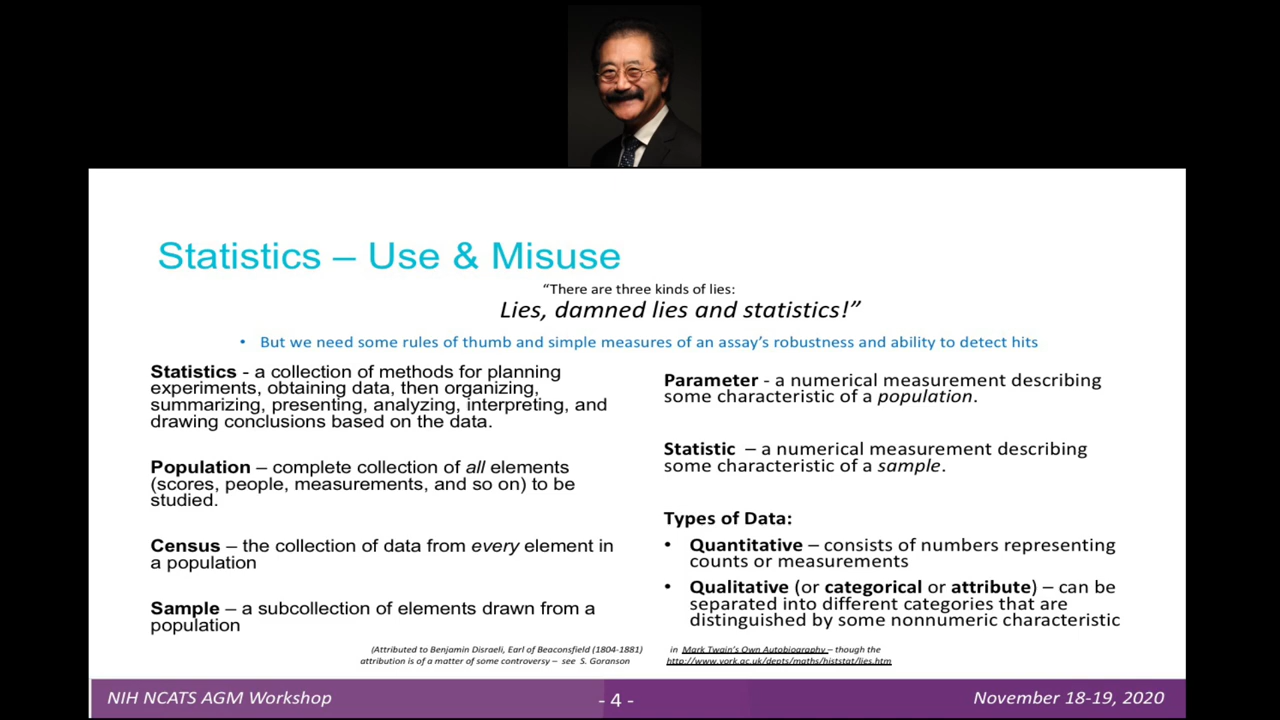 Statistics – Use & Misuse
“There are three kinds of lies:
Lies, damned lies and statistics!”
• But we need some rules of thumb and simple measures of an assay’s robustness and ability to detect hits
Statistics - a collection of methods for planning
experiments, obtaining data, then organizing,
summarizing, presenting, analyzing, interpreting, and
drawing conclusions based on the data.
Population – complete collection of all elements
(scores, people, measurements, and so on) to be
studied.
Census – the collection of data from every element in
a population
Sample – a subcollection of elements drawn from a
population
Parameter - a numerical measurement describing
some characteristic of a population.
Statistic – a numerical measurement describing
some characteristic of a sample.
Types of Data:
• Quantitative – consists of numbers representing
counts or measurements
• Qualitative (or categorical or attribute) – can be
separated into different categories that are
distinguished by some nonnumeric characteristic
(Attributed to Benjamin Disraeli, Earl of Beaconsfield (1804-1881) in Mark Twain’s Own Autobiography – though the
attribution is of a matter of some controversy – see S. Goranson http://www.york.ac.uk/depts/maths/histstat/lies.htm
NIH NCATS AGM Workshop
- 4 -
November 18-19, 2020